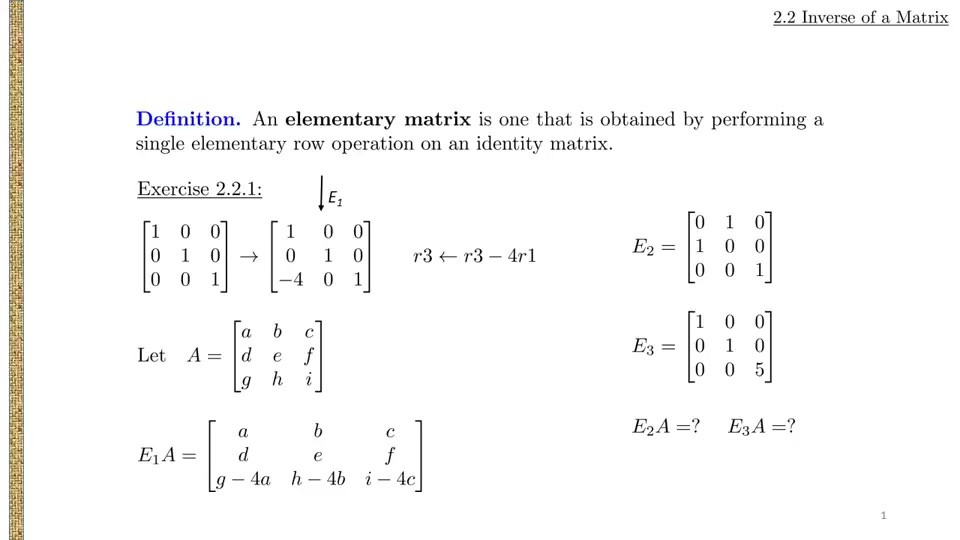 2.2 Inverse of a Matrix
Definition. An elementary matrix is one that is obtained by performing a
single elementary row operation on an identity matrix.
Exercise 2.2.1:
E₁
[1 0 0; 0 1 0; 0 0 1] → [1 0 0; 0 1 0; −4 0 1] r3 ← r3 − 4r1
Let A = [a b c; d e f; g h i]
E₁A = [a b c; d e f; g − 4a h − 4b i − 4c]
E₂ = [0 1 0; 1 0 0; 0 0 1]
E₃ = [1 0 0; 0 1 0; 0 0 5]
E₂A =? E₃A =?
1